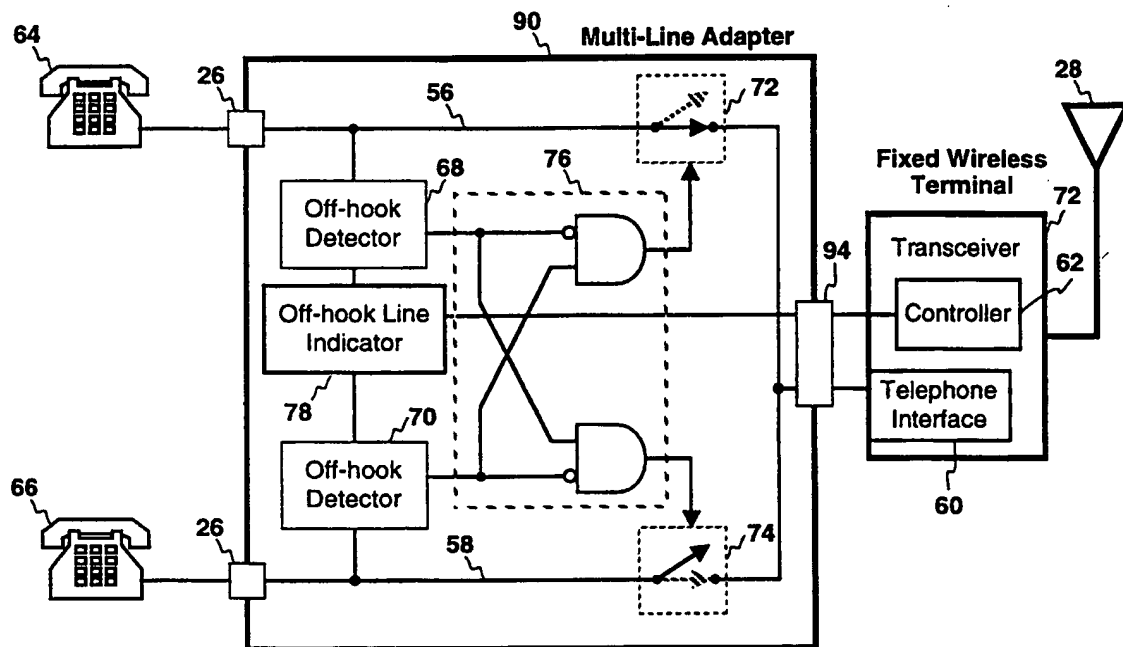 64
90
Multi-Line Adapter
28
26
56
72
68
76
Fixed Wireless
Terminal
72
Off-hook
Detector
Transceiver
94
62
Controller
Off-hook Line
Indicator
78
70
Telephone
Interface
Off-hook
Detector
60
66
26
58
74